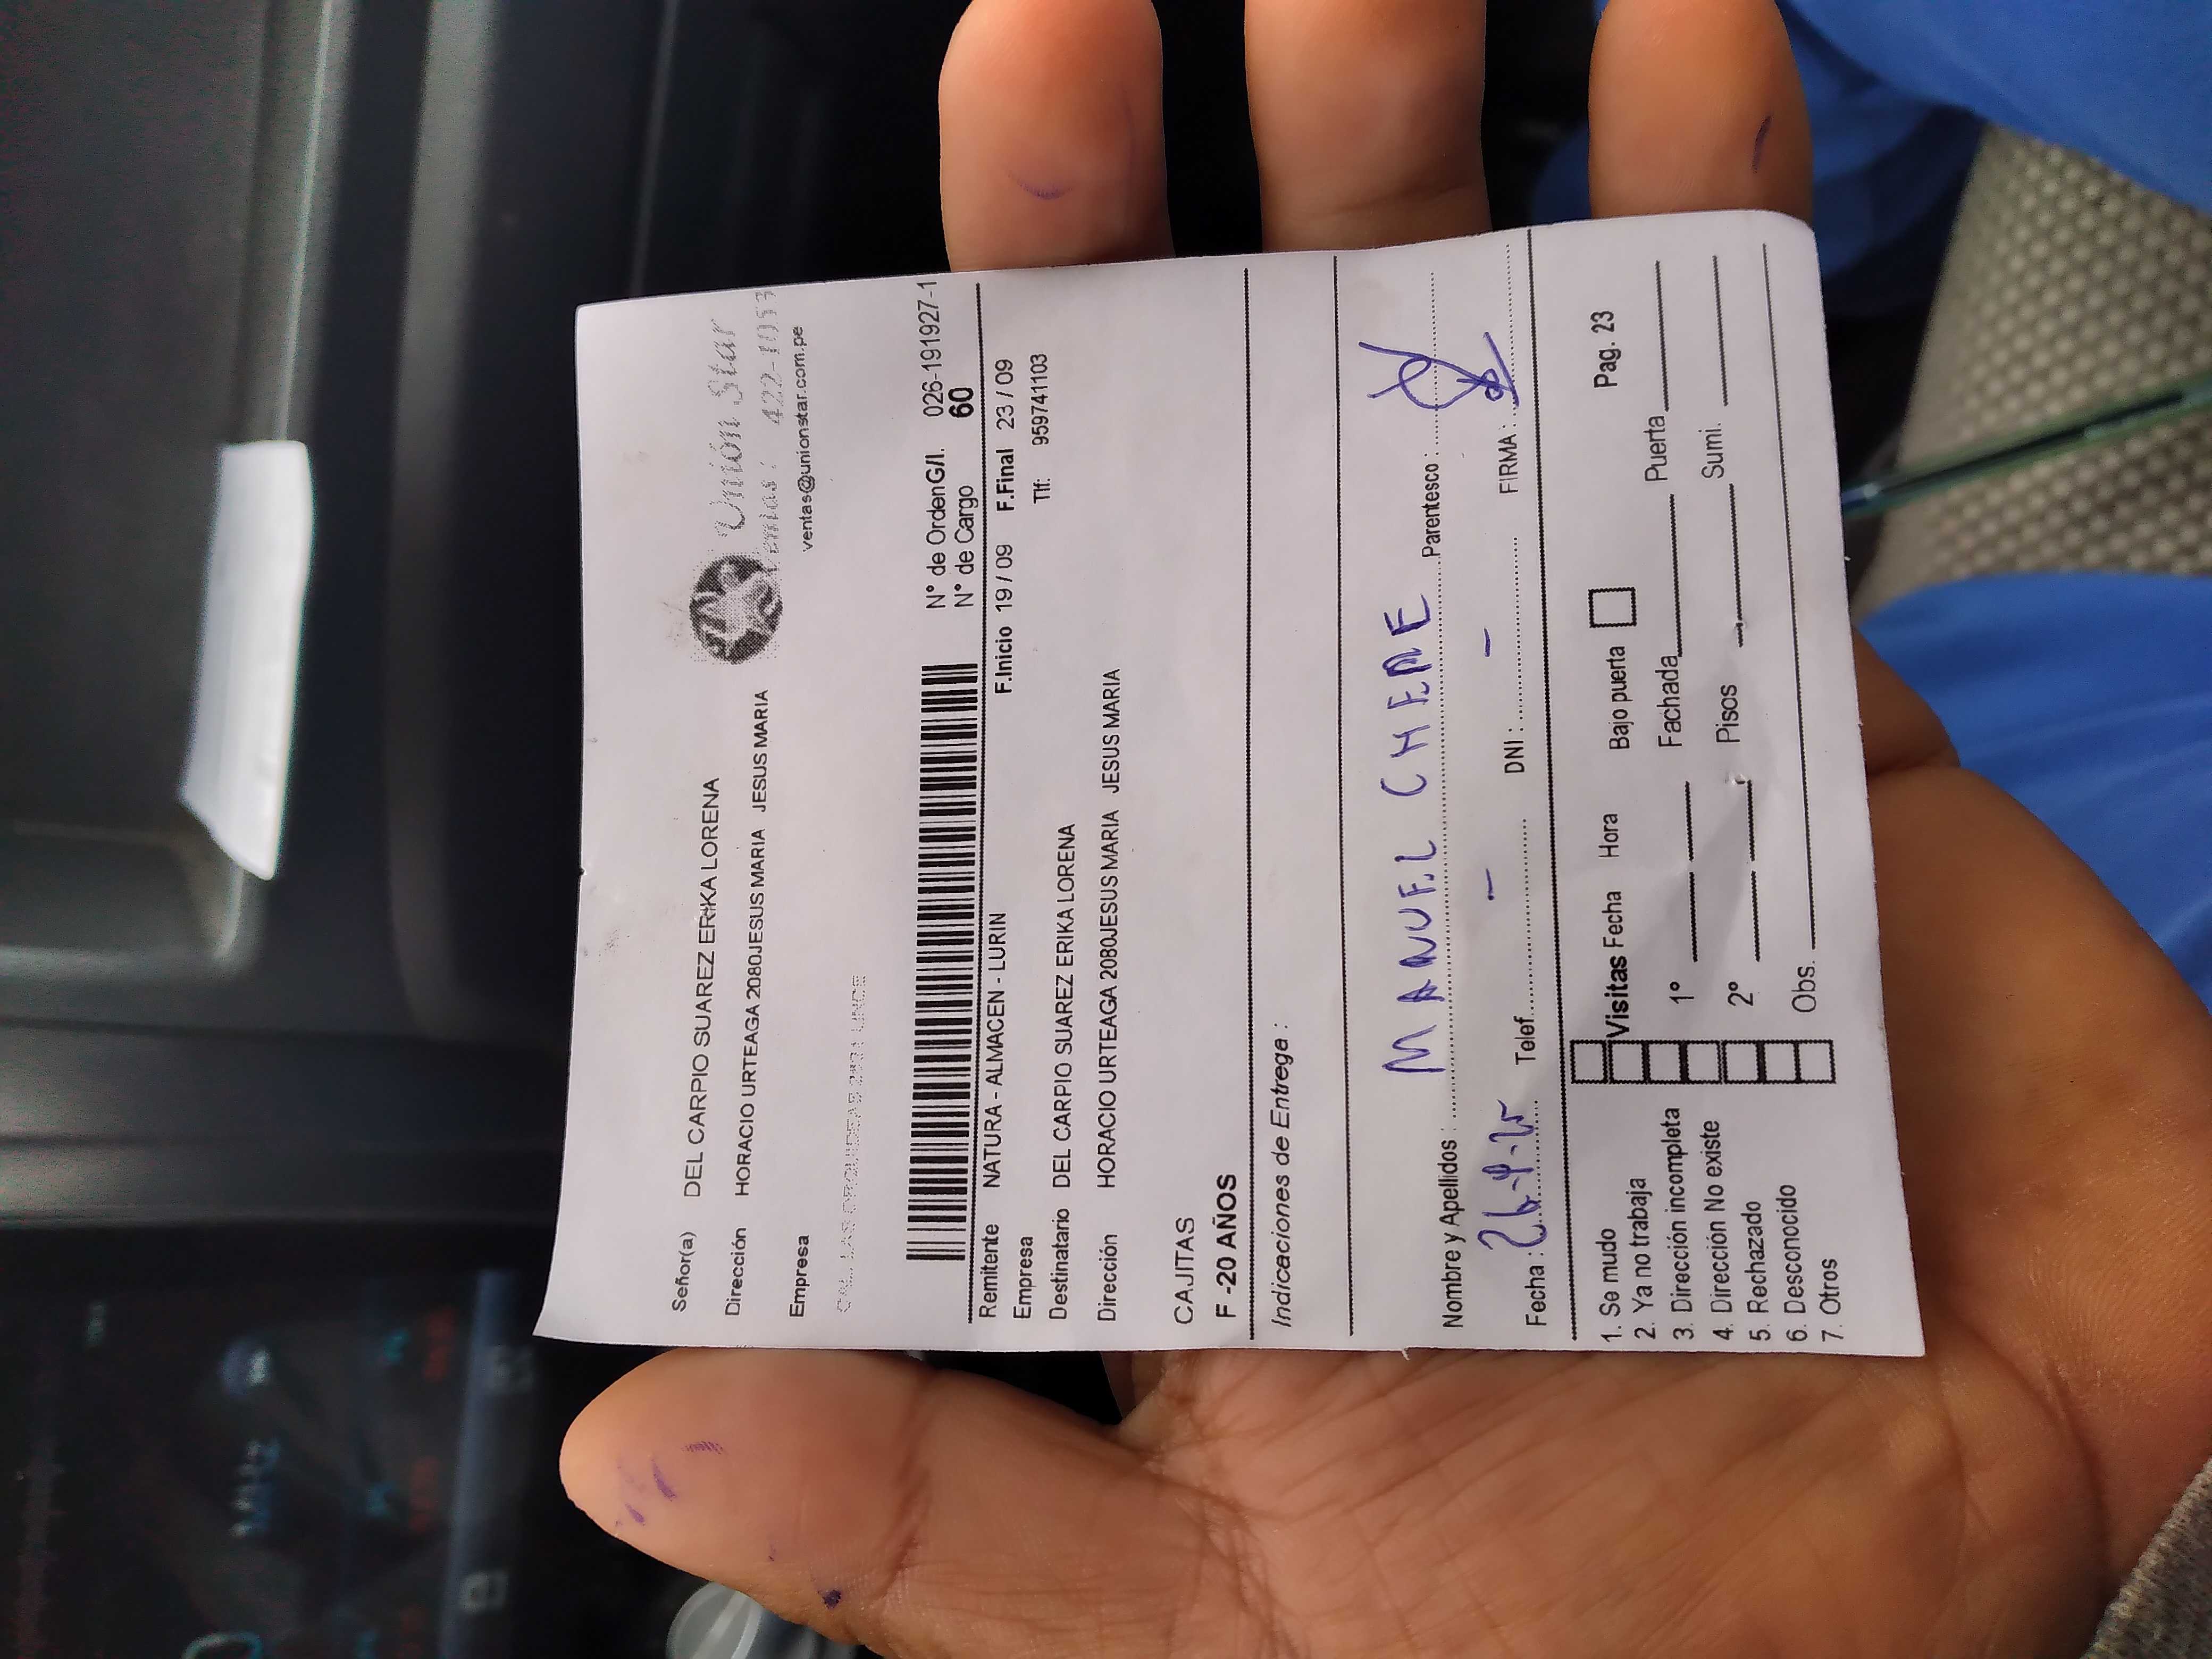 Unión Star
Ventas: 422-1053
ventas@unionstar.com.pe
Señor(a) DEL CARPIO SUAREZ ERIKA LORENA
Dirección HORACIO URTEAGA 2080JESUS MARIA JESUS MARIA
Empresa
N° de OrdenG/I. 026-191927-1
N° de Cargo 60
Remitente NATURA - ALMACEN - LURIN F.Inicio 19 / 09 F.Final 23 / 09
Empresa Tlf: 959741103
Destinatario DEL CARPIO SUAREZ ERIKA LORENA
Dirección HORACIO URTEAGA 2080JESUS MARIA JESUS MARIA
CAJITAS
F -20 AÑOS
Indicaciones de Entrege :
Nombre y Apellidos : MANUEL CHEME Parentesco :
Fecha : 26-9-25 Telef. - DNI : - FIRMA :
1. Se mudo
2. Ya no trabaja
3. Dirección incompleta
4. Dirección No existe
5. Rechazado
6. Desconocido
7. Otros
Visitas Fecha Hora Bajo puerta Pag. 23
1° Fachada Puerta
2° Pisos Sumi.
Obs.